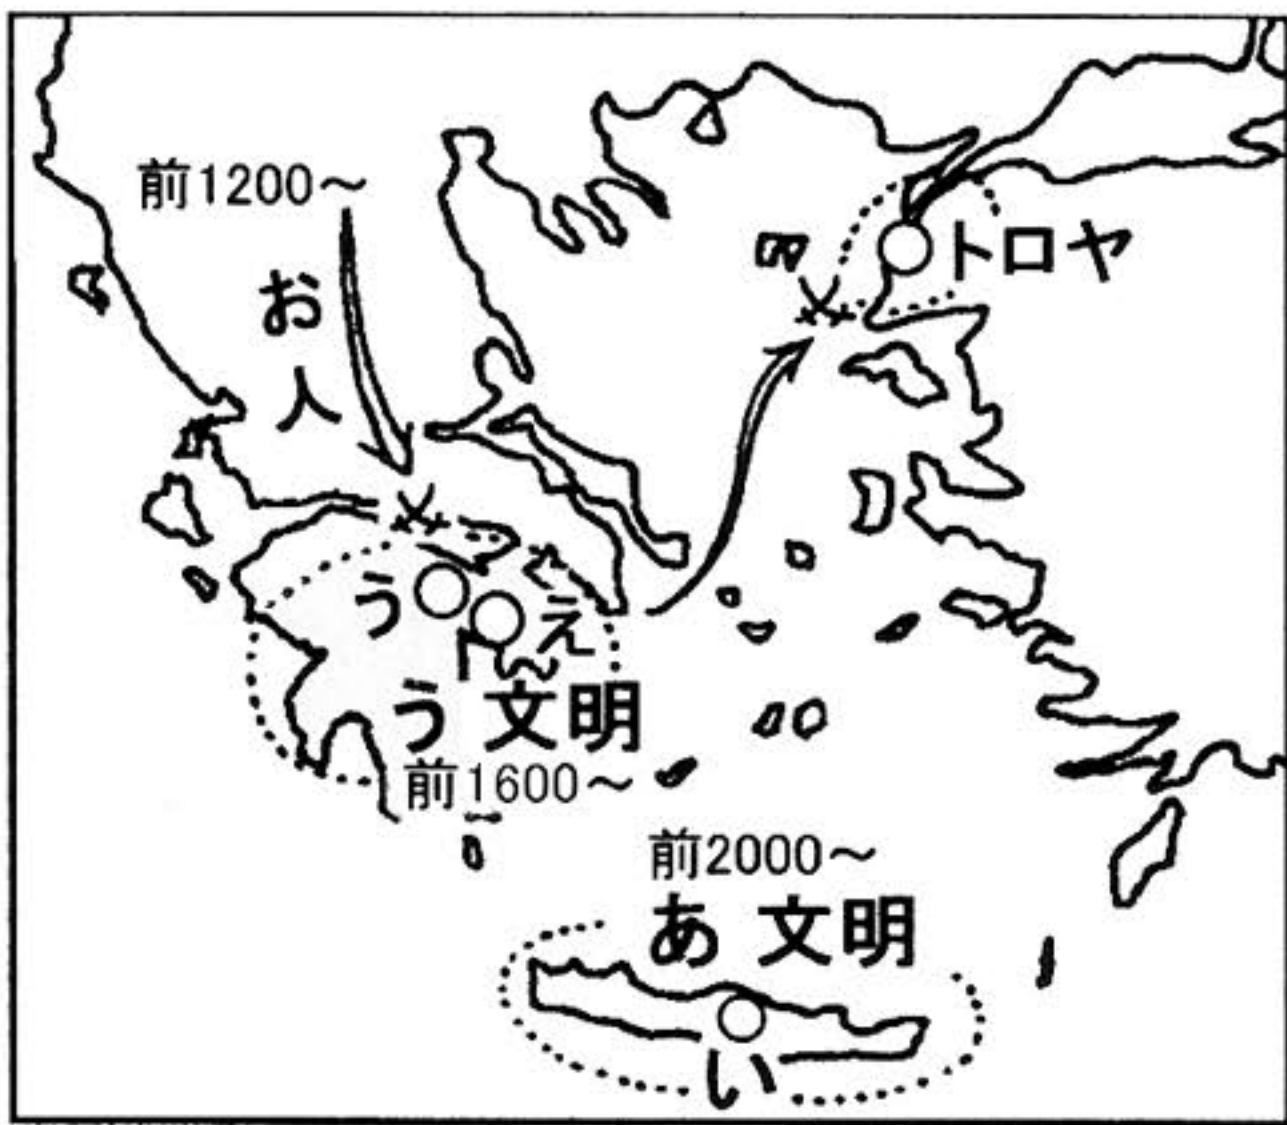 前1200～
お
人
トロヤ
う
え
う 文明
前1600～
前2000～
あ 文明
い